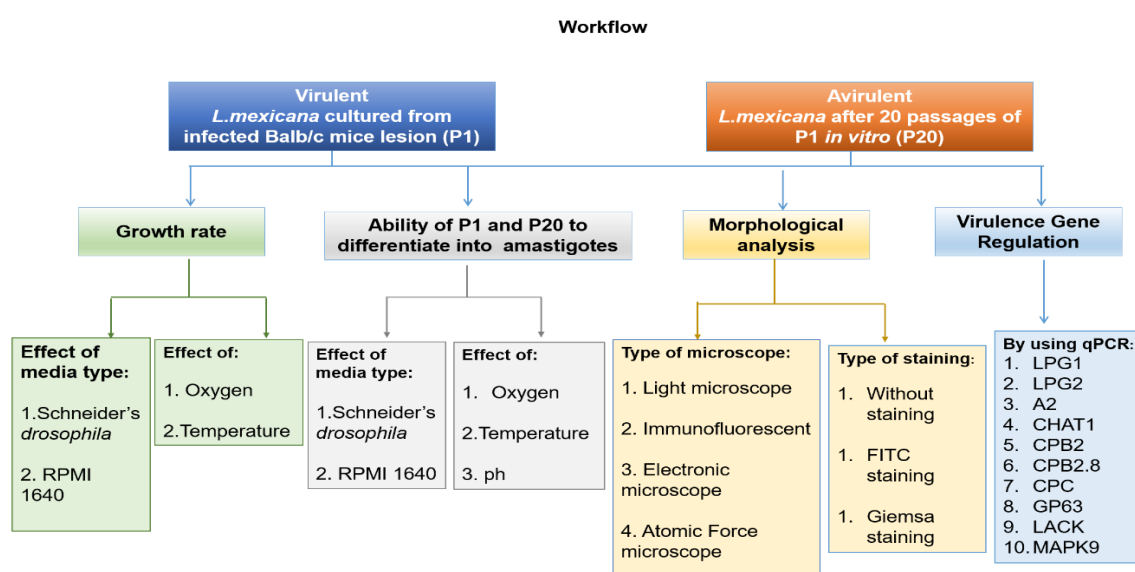 Workflow
Virulent
L.mexicana cultured from
infected Balb/c mice lesion (P1)
Avirulent
L.mexicana after 20 passages of
P1 in vitro (P20)
Growth rate
Ability of P1 and P20 to
differentiate into amastigotes
Morphological
analysis
Virulence Gene
Regulation
Effect of
media type:
1.Schneider's
drosophila
2. RPMI
1640
Effect of:
1. Oxygen
2.Temperature
Effect of
media type:
1.Schneider's
drosophila
2. RPMI 1640
Effect of:
1. Oxygen
2.Temperature
3. ph
Type of microscope:
1. Light microscope
2. Immunofluorescent
3. Electronic
microscope
4. Atomic Force
microscope
Type of staining:
1. Without
staining
1. FITC
staining
1. Giemsa
staining
By using qPCR:
1. LPG1
2. LPG2
3. A2
4. CHAT1
5. CPB2
6. CPB2.8
7. CPC
8. GP63
9. LACK
10. MAPK9